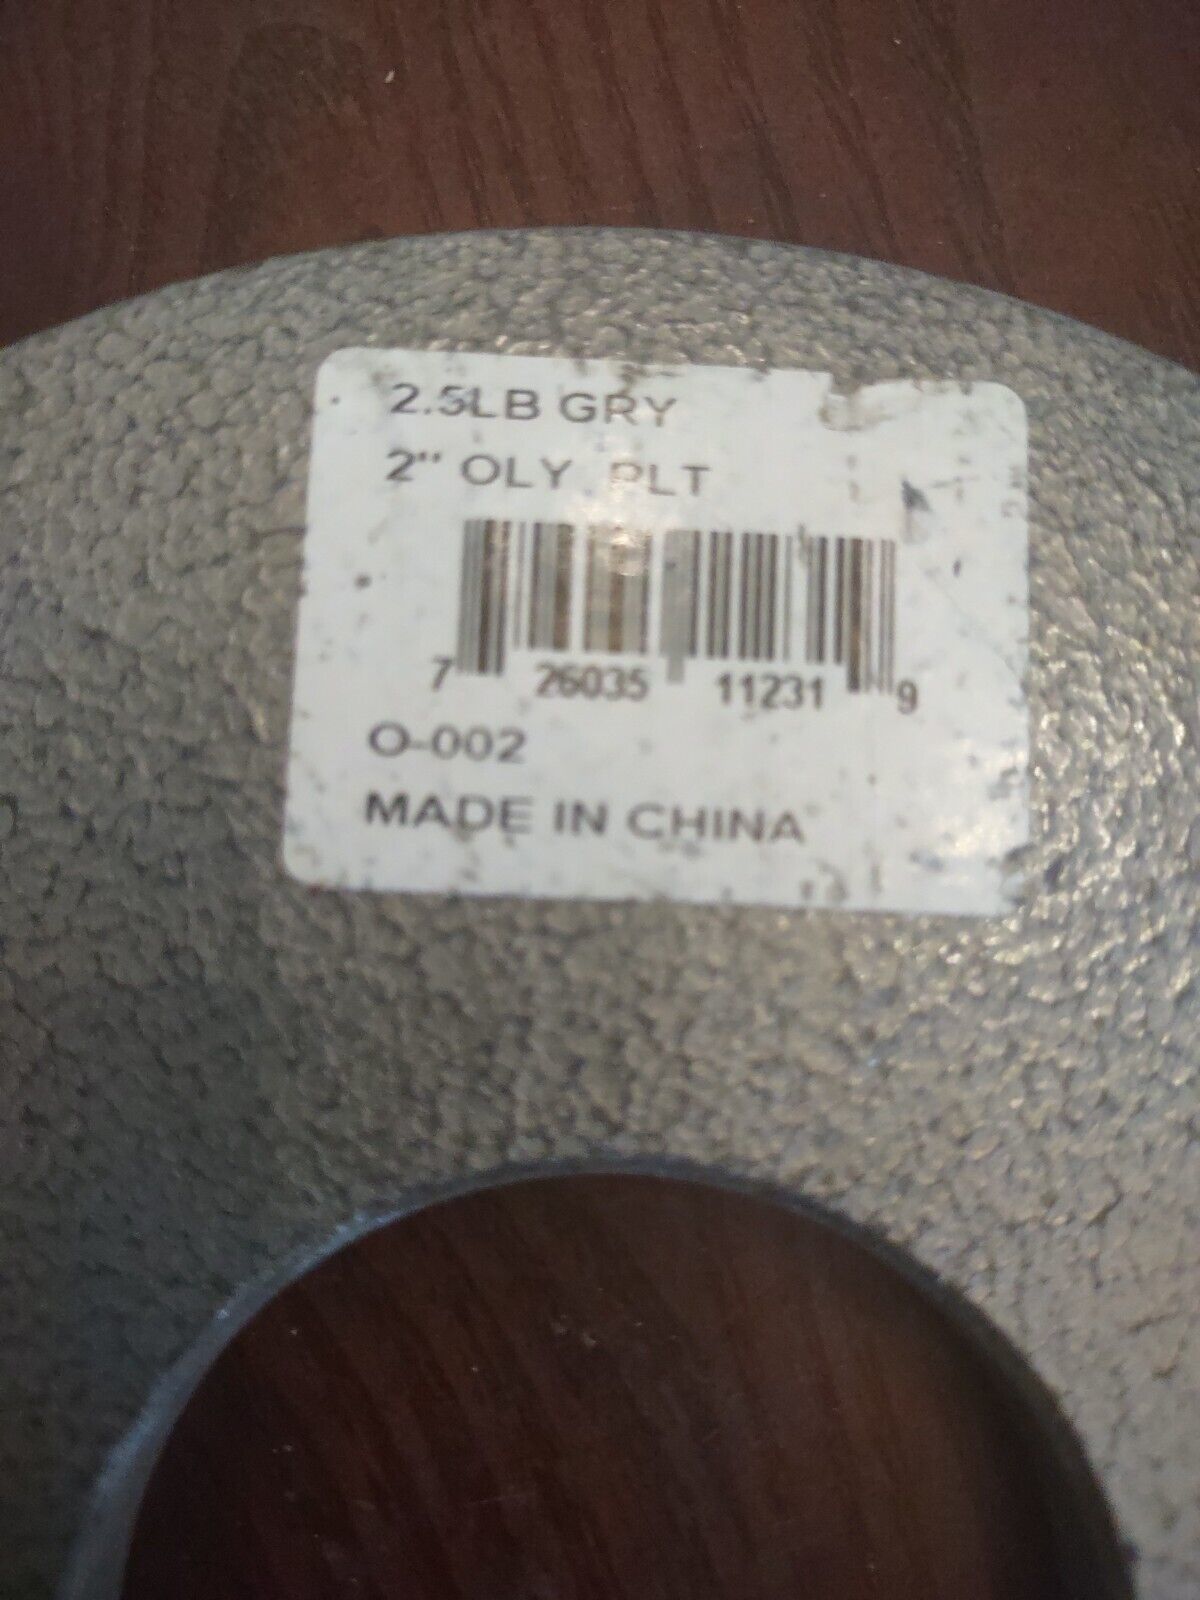 2.5LB GRY
2" OLY PLT
7 26035 11231 9
O-002
MADE IN CHINA